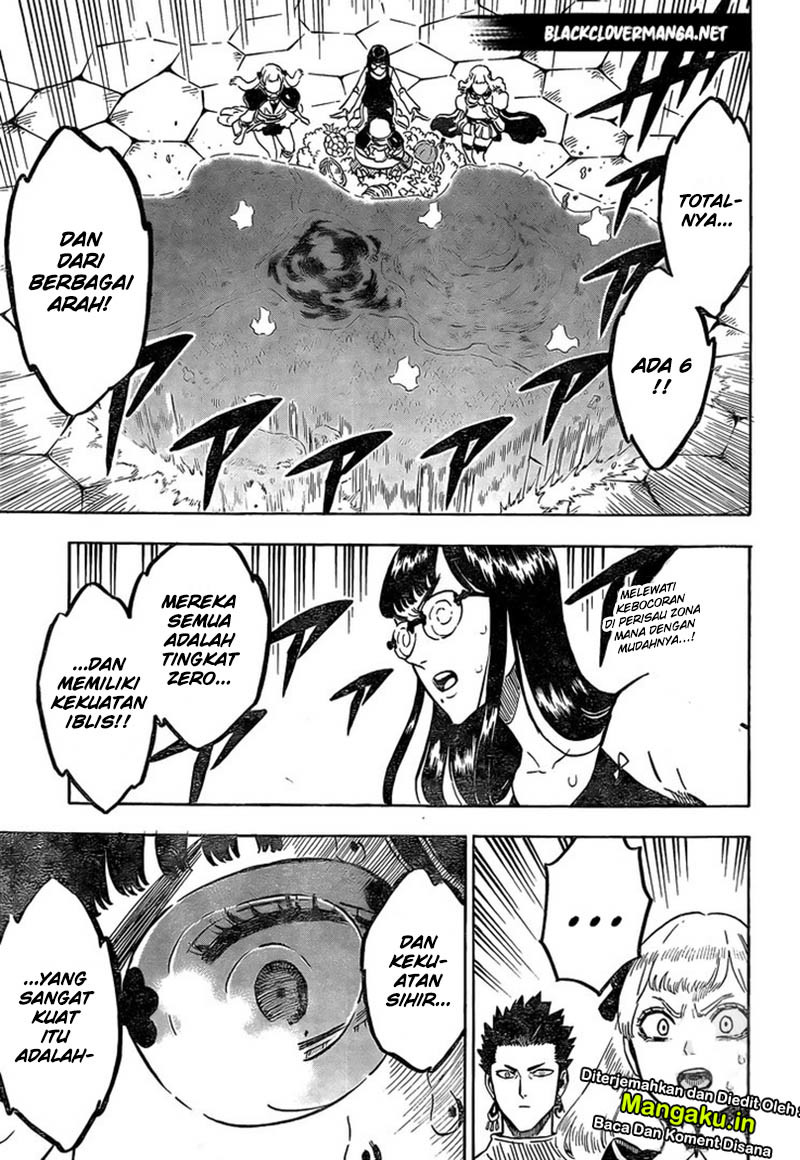 BLACKCLOVERMANGA.NET
TOTAL-
NYA...
ADA 6
!!
DAN
DARI
BERBAGAI
ARAH!
MELEWATI
KEBOCORAN
DI PERISAU ZONA
MANA DENGAN
MUDAHNYA...!
MEREKA
SEMUA
ADALAH
TINGKAT
ZERO...
...DAN
MEMILIKI
KEKUATAN
IBLIS!!
...
DAN
KEKU-
ATAN
SIHIR...
...YANG
SANGAT
KUAT
ITU
ADALAH-
Diterjemahkan dan Diedit Oleh :
Mangaku.in
Baca Dan Koment Disana